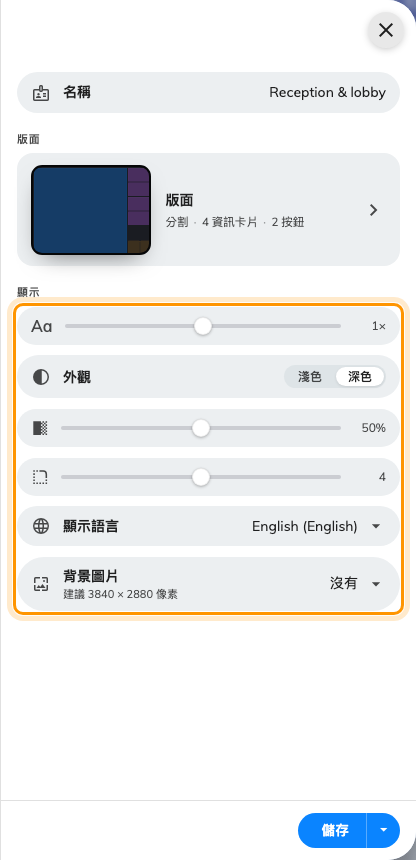 名稱
Reception & lobby
版面
版面
分割 · 4 資訊卡片 · 2 按鈕
顯示
Aa
1×
外觀
淺色
深色
50%
4
顯示語言
English (English)
背景圖片
沒有
建議 3840 × 2880 像素
儲存